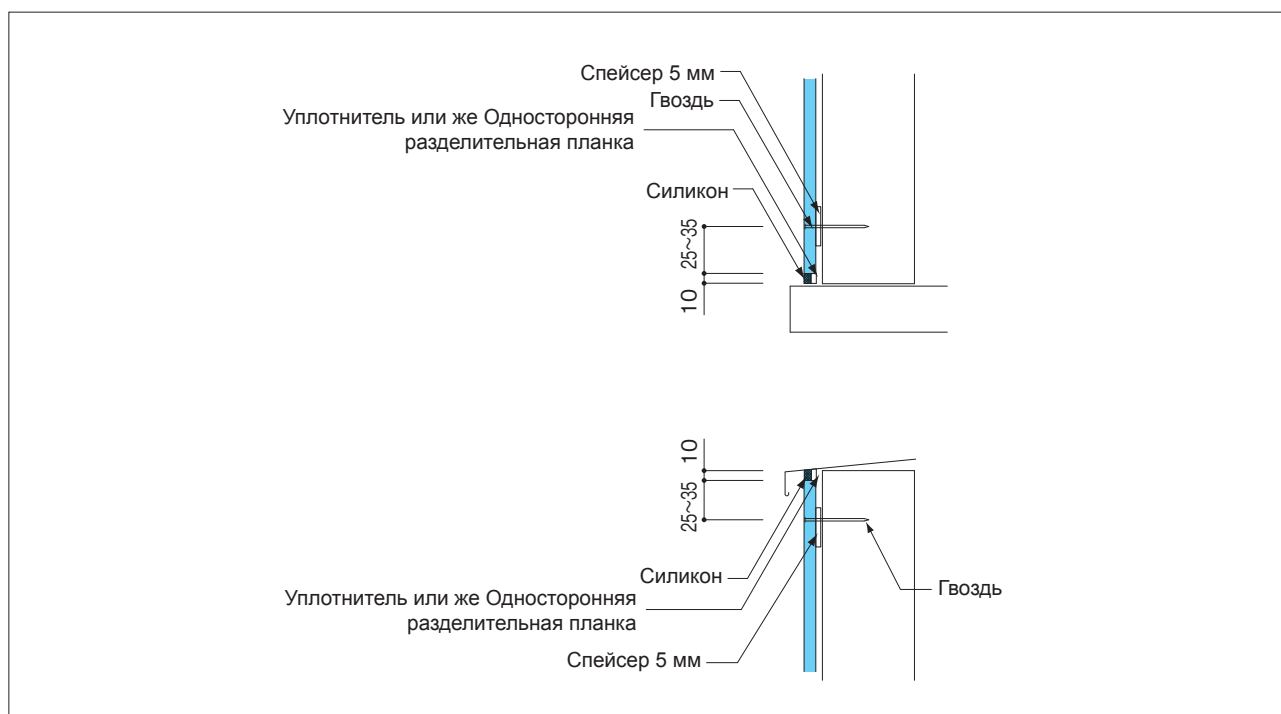 Спейсер 5 мм
Гвоздь
Уплотнитель или же Односторонняя
разделительная планка
Силикон
25~35
10
10
25~35
Силикон
Гвоздь
Уплотнитель или же Односторонняя
разделительная планка
Спейсер 5 мм